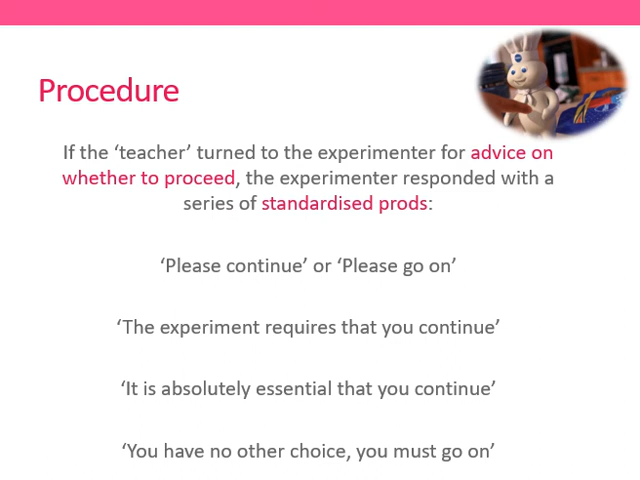 Procedure
If the ‘teacher’ turned to the experimenter for advice on
whether to proceed, the experimenter responded with a
series of standardised prods:
‘Please continue’ or ‘Please go on’
‘The experiment requires that you continue’
‘It is absolutely essential that you continue’
‘You have no other choice, you must go on’